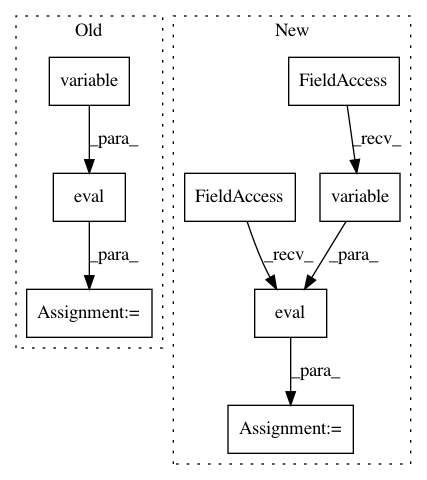 Old
New
variable
FieldAccess
_para_
_recv_
eval
FieldAccess
variable
_para_
_recv_
_para_
Assignment:=
eval
_para_
Assignment:=